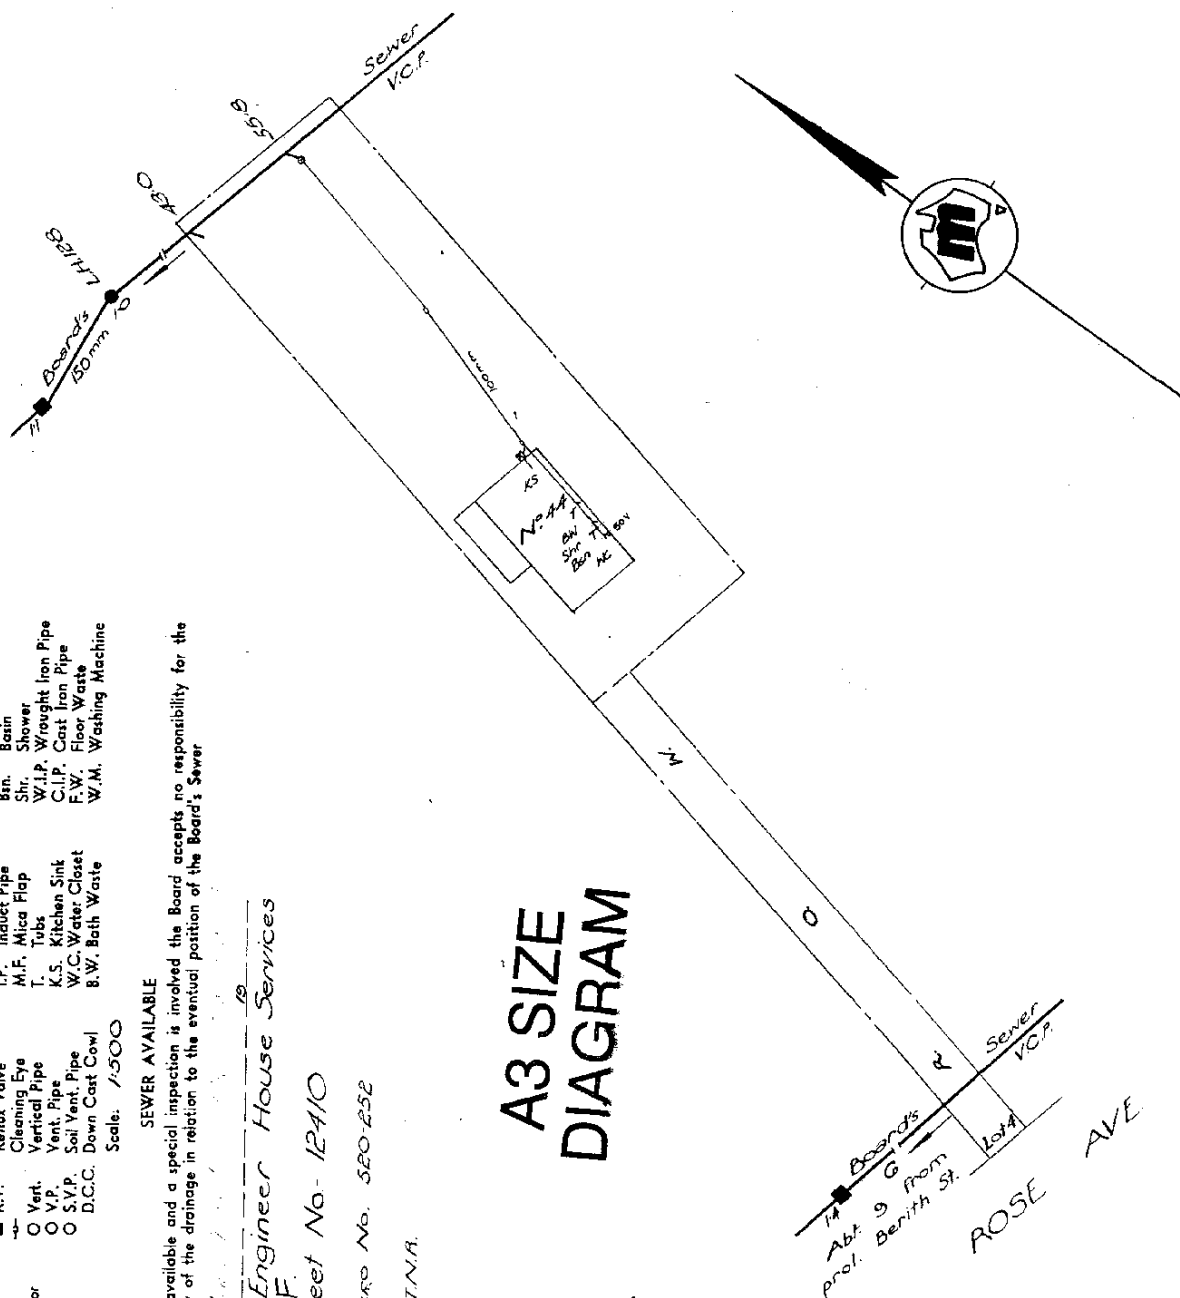 Sewer
V.C.P.
55.8
43.0
LH128
Board's
150mm
10
11
100mm
KS
No 44
T
BW
Shr
Bsn
T
WC
50V
R.
O.
W.
Board's
Sewer
V.C.P.
14
6
Lot 4
Abt. 9 from
prol. Berith St.
ROSE AVE.
A3 SIZE
DIAGRAM
Cleaning Eye
O Vert. Vertical Pipe
O V.P. Vent. Pipe
O S.V.P. Soil Vent. Pipe
D.C.C. Down Cast Cowl
I.P. Induct Pipe
M.F. Mica Flap
T. Tubs
K.S. Kitchen Sink
W.C. Water Closet
B.W. Bath Waste
Bsn. Basin
Shr. Shower
W.I.P. Wrought Iron Pipe
C.I.P. Cast Iron Pipe
F.W. Floor Waste
W.M. Washing Machine
Scale: 1:500
SEWER AVAILABLE
available and a special inspection is involved the Board accepts no responsibility for the
of the drainage in relation to the eventual position of the Board's Sewer
19
Engineer House Services
F.
eet No. 12410
No. 520 252
T.N.A.